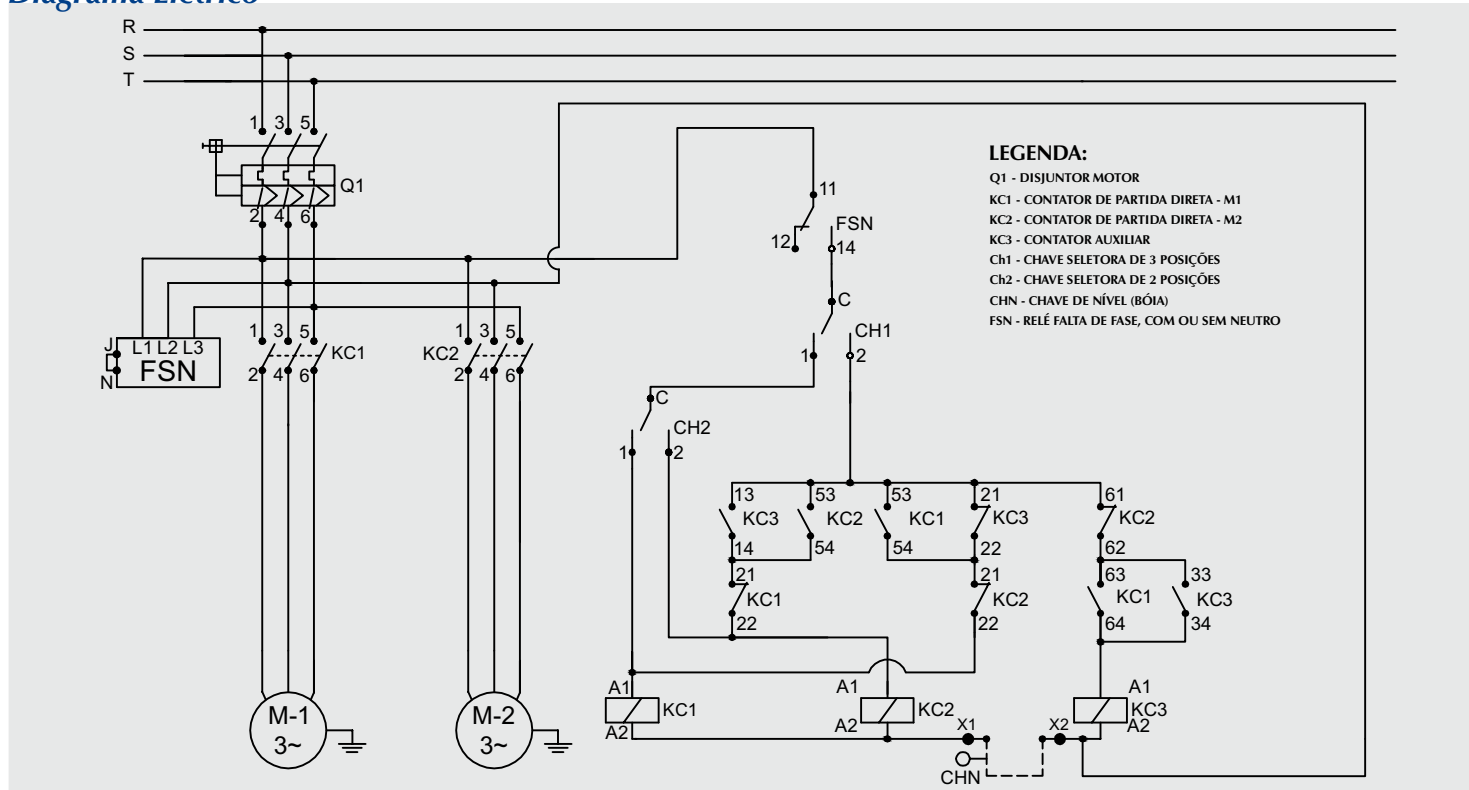 Diagrama Elétrico
R
S
T
1 3 5
Q1
2 4 6
11
FSN
12 14
C
CH1
1 2
LEGENDA:
Q1 - DISJUNTOR MOTOR
KC1 - CONTATOR DE PARTIDA DIRETA - M1
KC2 - CONTATOR DE PARTIDA DIRETA - M2
KC3 - CONTATOR AUXILIAR
Ch1 - CHAVE SELETORA DE 3 POSIÇÕES
Ch2 - CHAVE SELETORA DE 2 POSIÇÕES
CHN - CHAVE DE NÍVEL (BÓIA)
FSN - RELÉ FALTA DE FASE, COM OU SEM NEUTRO
J L1 L2 L3
FSN
N
1 3 5
KC1
2 4 6
1 3 5
KC2
2 4 6
C
CH2
1 2
13 53 53 21 61
KC3 KC2 KC1 KC3 KC2
14 54 54 22 62
21 21 63 33
KC1 KC2 KC1 KC3
22 22 64 34
A1 A1 A1
KC1 KC2 KC3
A2 A2 X1 X2 A2
CHN
M-1
3~
M-2
3~